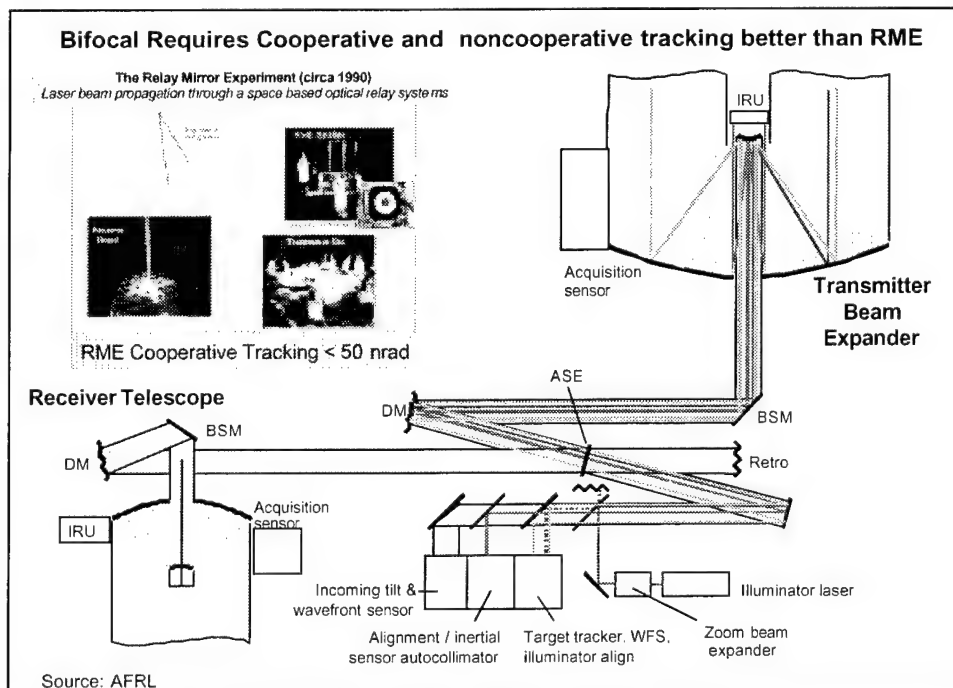 Bifocal Requires Cooperative and noncooperative tracking better than RME
The Relay Mirror Experiment (circa 1990)
Laser beam propagation through a space based optical relay systems
RME Cooperative Tracking < 50 nrad
IRU
Acquisition
sensor
Transmitter
Beam
Expander
ASE
DM
BSM
Receiver Telescope
BSM
DM
Retro
IRU
Acquisition
sensor
Incoming tilt &
wavefront sensor
Illuminator laser
Alignment / inertial
sensor autocollimator
Target tracker. WFS,
illuminator align
Zoom beam
expander
Source: AFRL